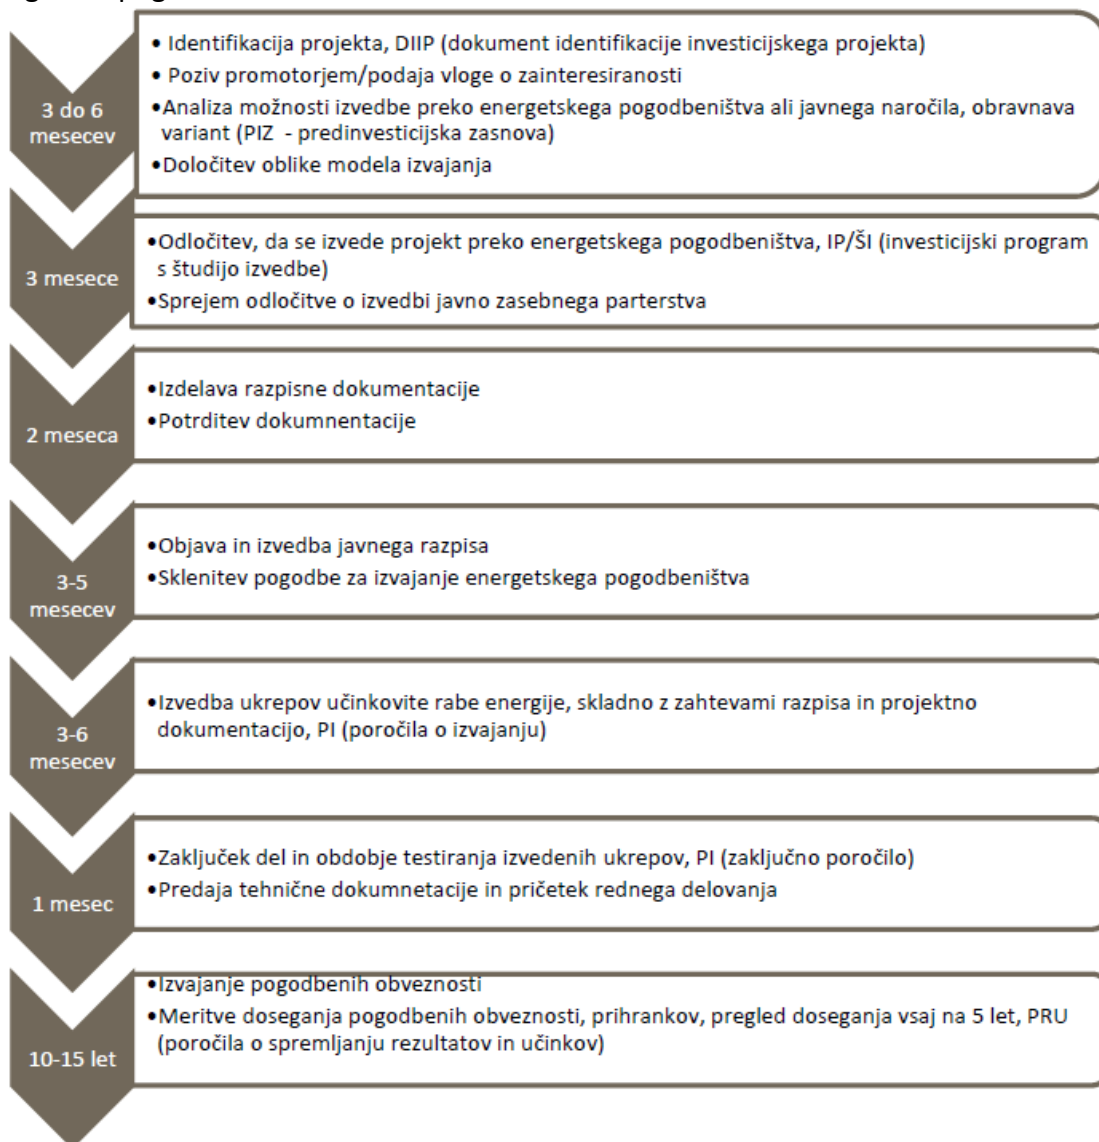 3 do 6
mesecev
• Identifikacija projekta, DIIP (dokument identifikacije investicijskega projekta)
• Poziv promotorjem/podaja vloge o zainteresiranosti
•Analiza možnosti izvedbe preko energetskega pogodbeništva ali javnega naročila, obravnava
variant (PIZ - predinvesticijska zasnova)
•Določitev oblike modela izvajanja
3 mesece
•Odločitev, da se izvede projekt preko energetskega pogodbeništva, IP/ŠI (investicijski program
s študijo izvedbe)
•Sprejem odločitve o izvedbi javno zasebnega parterstva
2 meseca
•Izdelava razpisne dokumentacije
•Potrditev dokumnentacije
3-5
mesecev
•Objava in izvedba javnega razpisa
•Sklenitev pogodbe za izvajanje energetskega pogodbeništva
3-6
mesecev
•Izvedba ukrepov učinkovite rabe energije, skladno z zahtevami razpisa in projektno
dokumentacijo, PI (poročila o izvajanju)
1 mesec
•Zaključek del in obdobje testiranja izvedenih ukrepov, PI (zaključno poročilo)
•Predaja tehnične dokumnetacije in pričetek rednega delovanja
10-15 let
•Izvajanje pogodbenih obveznosti
•Meritve doseganja pogodbenih obveznosti, prihrankov, pregled doseganja vsaj na 5 let, PRU
(poročila o spremljanju rezultatov in učinkov)